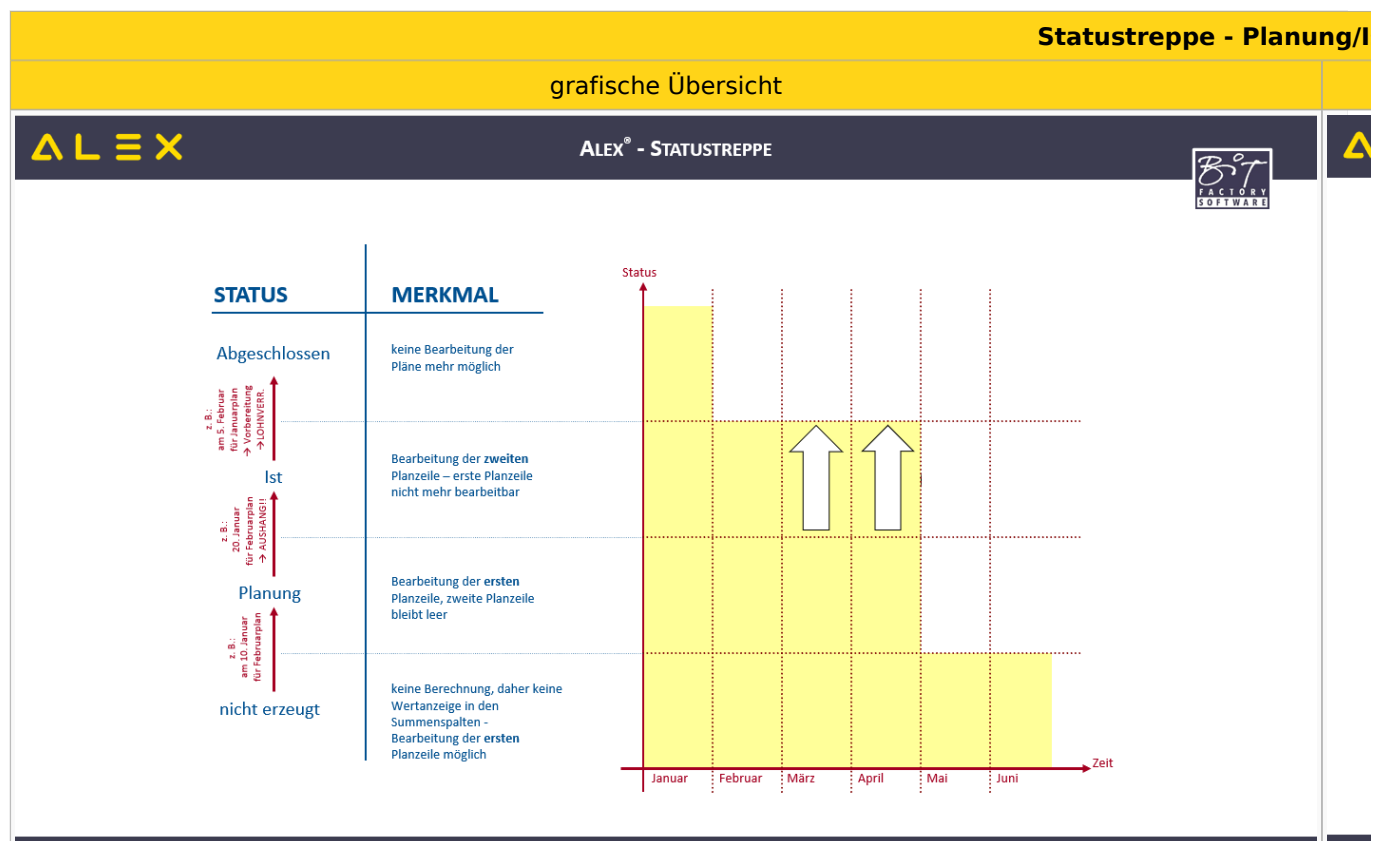 Statustreppe - Planung/I
grafische Übersicht
ALEX
ALEX® - STATUSTREPPE
BIT
FACTORY
SOFTWARE
STATUS
MERKMAL
Abgeschlossen
keine Bearbeitung der
Pläne mehr möglich
z. B.:
am 5. Februar
für Januarplan
→ Vorbereitung
→LOHNVERR.
Ist
Bearbeitung der zweiten
Planzeile – erste Planzeile
nicht mehr bearbeitbar
z. B.:
20. Januar
für Februarplan
→ AUSHANG!!
Planung
Bearbeitung der ersten
Planzeile, zweite Planzeile
bleibt leer
z. B.:
am 10. Januar
für Februarplan
nicht erzeugt
keine Berechnung, daher keine
Wertanzeige in den
Summenspalten -
Bearbeitung der ersten
Planzeile möglich
Status
Zeit
Januar
Februar
März
April
Mai
Juni